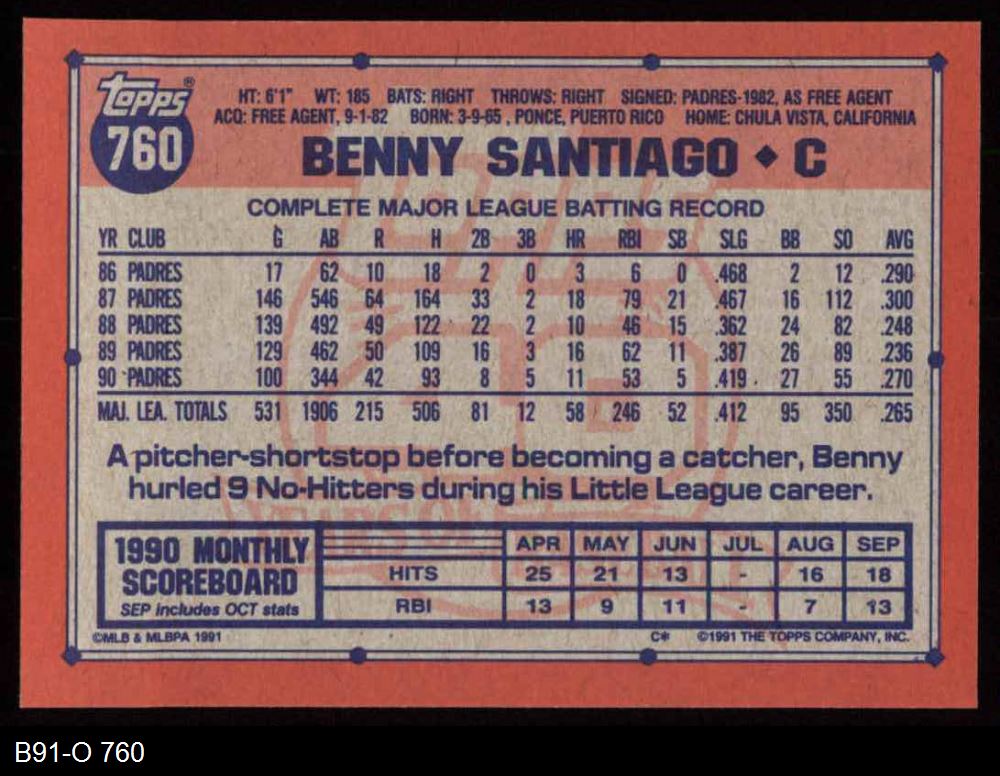 Topps®
760
HT: 6'1" WT: 185 BATS: RIGHT THROWS: RIGHT SIGNED: PADRES-1982, AS FREE AGENT
ACQ: FREE AGENT, 9-1-82 BORN: 3-9-65, PONCE, PUERTO RICO HOME: CHULA VISTA, CALIFORNIA
BENNY SANTIAGO ◆ C
COMPLETE MAJOR LEAGUE BATTING RECORD
YR CLUB G AB R H 2B 3B HR RBI SB SLG BB SO AVG
86 PADRES 17 62 10 18 2 0 3 6 0 .468 2 12 .290
87 PADRES 146 546 64 164 33 2 18 79 21 .467 16 112 .300
88 PADRES 139 492 49 122 22 2 10 46 15 .362 24 82 .248
89 PADRES 129 462 50 109 16 3 16 62 11 .387 26 89 .236
90 PADRES 100 344 42 93 8 5 11 53 5 .419 27 55 .270
MAJ. LEA. TOTALS 531 1906 215 506 81 12 58 246 52 .412 95 350 .265
A pitcher-shortstop before becoming a catcher, Benny
hurled 9 No-Hitters during his Little League career.
1990 MONTHLY
SCOREBOARD
SEP includes OCT stats
APR MAY JUN JUL AUG SEP
HITS 25 21 13 - 16 18
RBI 13 9 11 - 7 13
©MLB & MLBPA 1991 C* ©1991 THE TOPPS COMPANY, INC.
B91-O 760